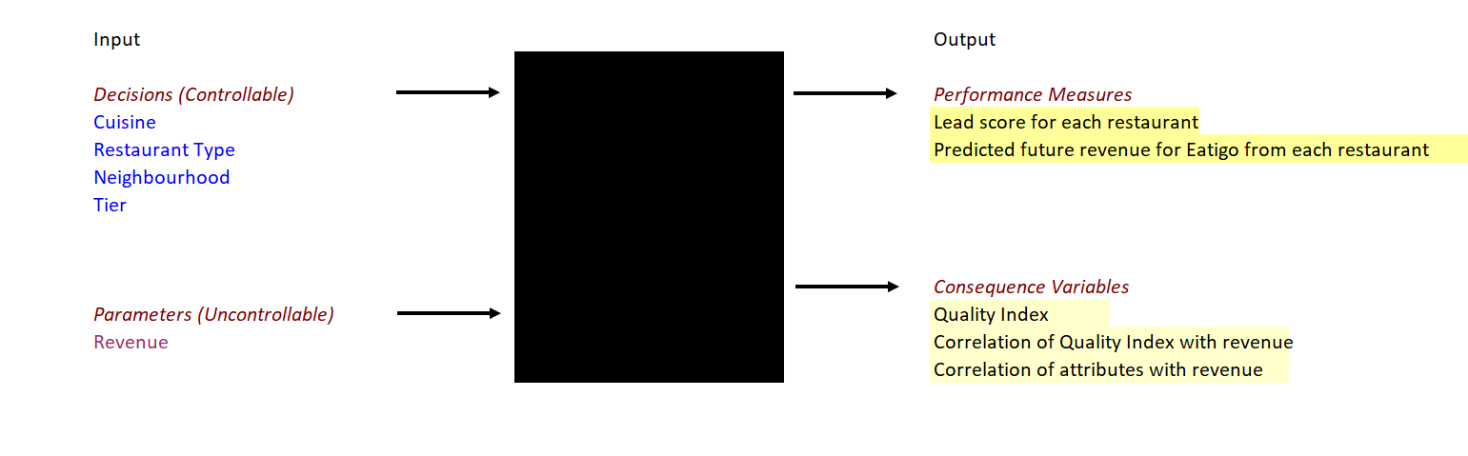 Input
Decisions (Controllable)
Cuisine
Restaurant Type
Neighbourhood
Tier
Parameters (Uncontrollable)
Revenue
Output
Performance Measures
Lead score for each restaurant
Predicted future revenue for Eatigo from each restaurant
Consequence Variables
Quality Index
Correlation of Quality Index with revenue
Correlation of attributes with revenue